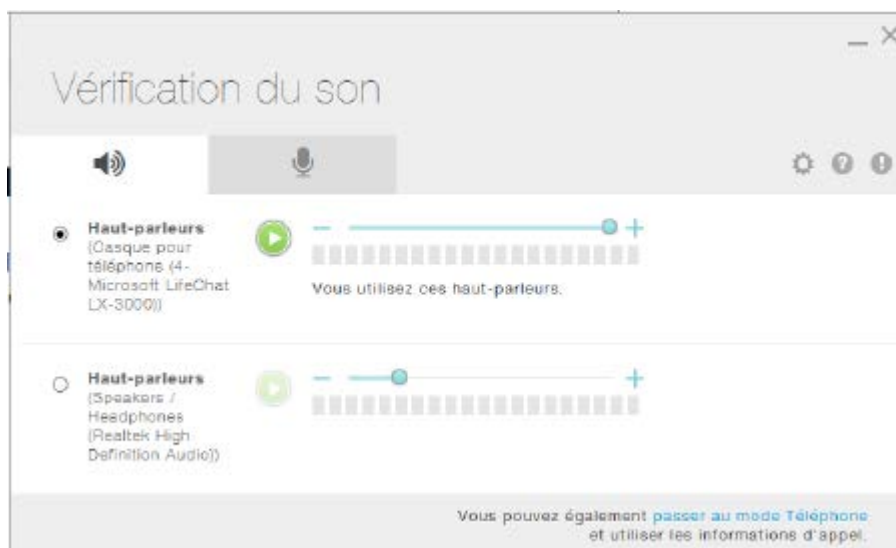 Vérification du son
Haut-parleurs
(Casque pour
téléphone (4-
Microsoft LifeChat
LX-3000))
Vous utilisez ces haut-parleurs.
Haut-parleurs
(Speakers /
Headphones
(Realtek High
Definition Audio))
Vous pouvez également passer au mode Téléphone
et utiliser les informations d'appel.